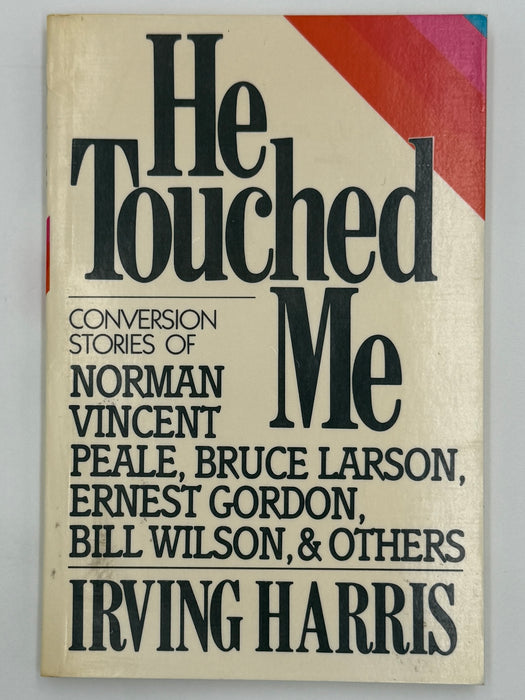 He
Touched
Me
CONVERSION
STORIES OF
NORMAN
VINCENT
PEALE, BRUCE LARSON,
ERNEST GORDON,
BILL WILSON, & OTHERS
IRVING HARRIS